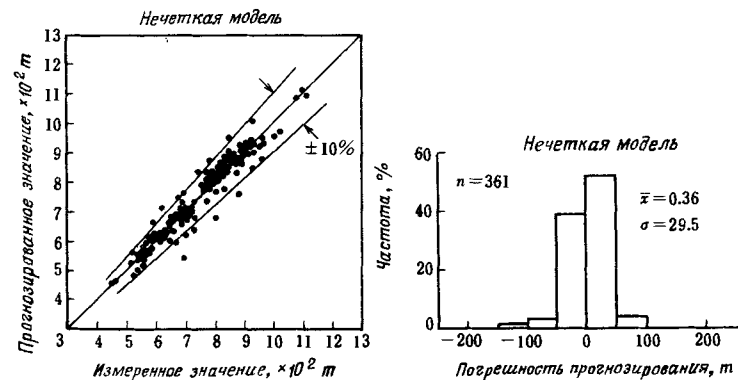 Нечеткая модель
Прогнозированное значение, ×10² т
13
12
11
10
9
8
7
6
5
4
3 4 5 6 7 8 9 10 11 12 13
±10%
Измеренное значение, ×10² т
Нечеткая модель
Частота, %
60
40
20
0
n = 361
x̅ = 0.36
σ = 29.5
−200 −100 0 100 200
Погрешность прогнозирования, т